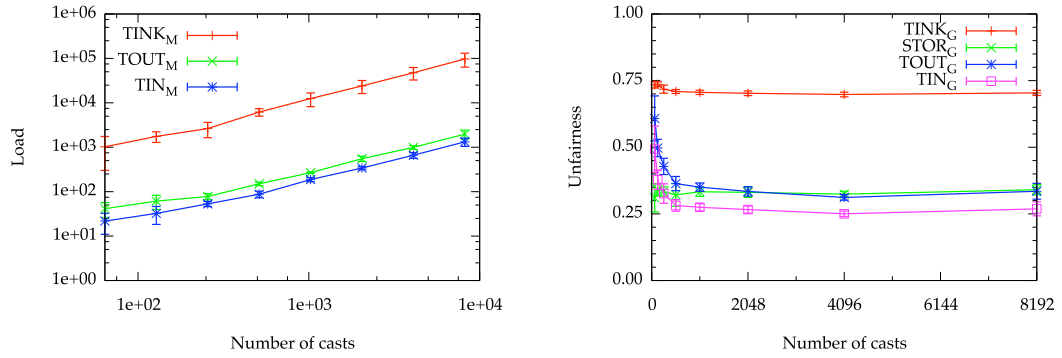 1e+06
1e+05
1e+04
1e+03
1e+02
1e+01
1e+00
Load
TINK_M
TOUT_M
TIN_M
1e+02
1e+03
1e+04
Number of casts
1.00
0.75
0.50
0.25
0.00
Unfairness
TINK_G
STOR_G
TOUT_G
TIN_G
0
2048
4096
6144
8192
Number of casts